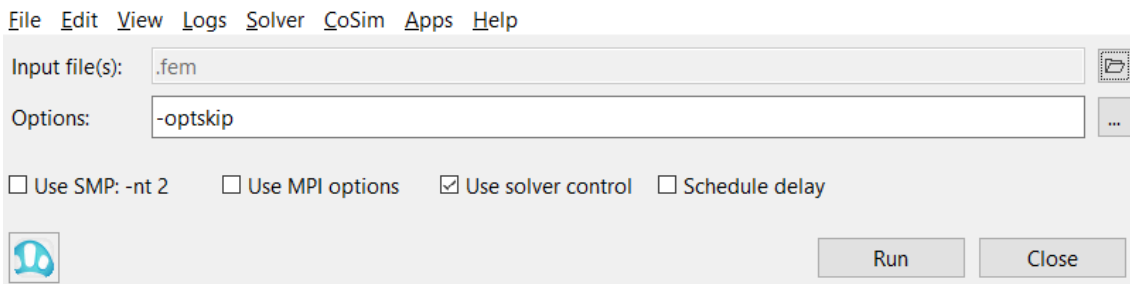 File Edit View Logs Solver CoSim Apps Help
Input file(s): .fem
Options: -optskip ...
Use SMP: -nt 2 Use MPI options Use solver control Schedule delay
Run Close